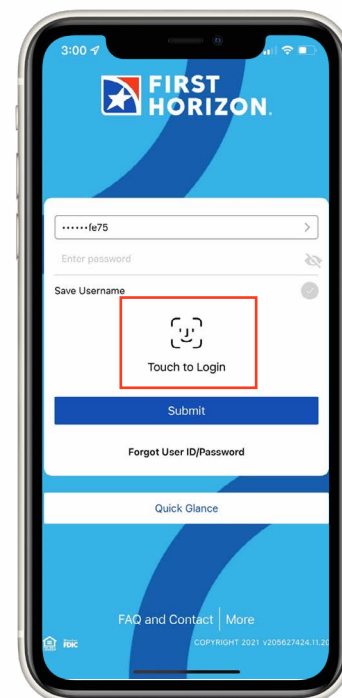 3:00
FIRST
HORIZON.
••••••fe75
Enter password
Save Username
Touch to Login
Submit
Forgot User ID/Password
Quick Glance
FAQ and Contact | More
FDIC
COPYRIGHT 2021 v205627424.11.20